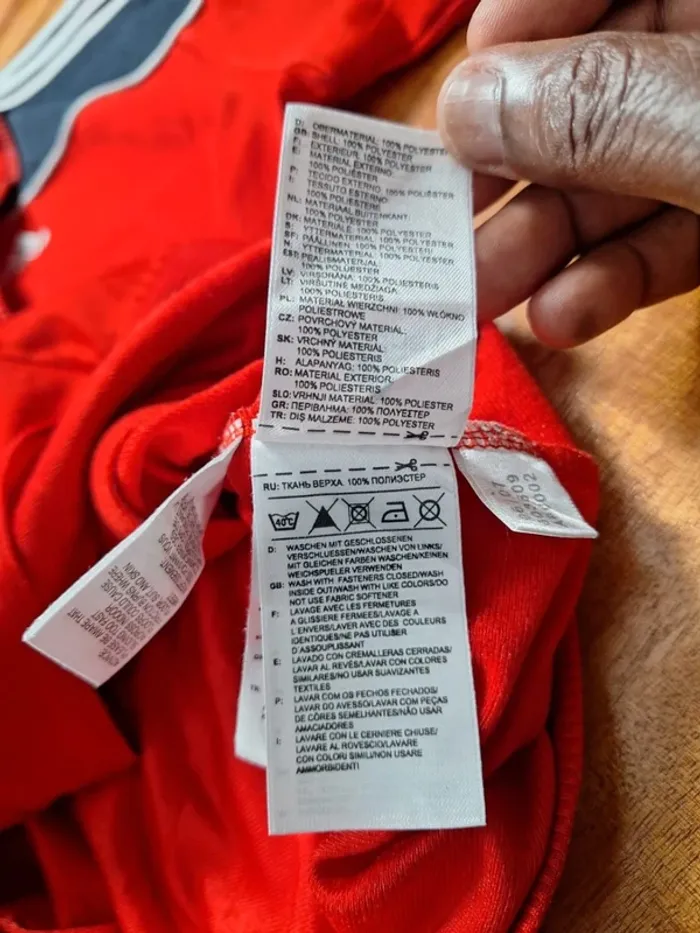 D: OBERMATERIAL: 100% POLYESTER
GB: SHELL: 100% POLYESTER
F: EXTERIEUR: 100% POLYESTER
E: MATERIAL EXTERNO:
100% POLIÉSTER
P: TECIDO EXTERNO: 100% POLIÉSTER
I: TESSUTO ESTERNO:
100% POLIESTERE
NL: MATERIAAL BUITENKANT:
100% POLYESTER
DK: MATERIALE: 100% POLYESTER
S: YTTERMATERIAL: 100% POLYESTER
SF: PÄÄLLINEN: 100% POLYESTERI
N: YTTERMATERIAL: 100% POLYESTER
EST: PEALISMATERJAL:
100% POLÜESTER
LV: VIRSDRĀNA: 100% POLIESTERIS
LT: VIRŠUTINĖ MEDŽIAGA:
100% POLIESTERIS
PL: MATERIAŁ WIERZCHNI: 100% WŁÓKNO
POLIESTROWE
CZ: POVRCHOVÝ MATERIÁL:
100% POLYESTER
SK: VRCHNÝ MATERIÁL:
100% POLIESTERIS
H: ALAPANYAG: 100% POLIESTERIS
RO: MATERIAL EXTERIOR:
100% POLIESTERIS
SLO: VRHNJI MATERIAL: 100% POLIESTER
GR: ΠΕΡΙΒΛΗΜΑ: 100% ΠΟΛΥΕΣΤΕΡ
TR: DIŞ MALZEME: 100% POLYESTER
RU: ТКАНЬ ВЕРХА: 100% ПОЛИЭСТЕР
40°C
D: WASCHEN MIT GESCHLOSSENEN
VERSCHLUESSEN/WASCHEN VON LINKS/
MIT GLEICHEN FARBEN WASCHEN/KEINEN
WEICHSPUELER VERWENDEN
GB: WASH WITH FASTENERS CLOSED/WASH
INSIDE OUT/WASH WITH LIKE COLORS/DO
NOT USE FABRIC SOFTENER
F: LAVAGE AVEC LES FERMETURES
A GLISSIERE FERMEES/LAVAGE A
L'ENVERS/LAVER AVEC DES COULEURS
IDENTIQUES/NE PAS UTILISER
D'ASSOUPLISSANT
E: LAVADO CON CREMALLERAS CERRADAS/
LAVAR AL REVÉS/LAVAR CON COLORES
SIMILARES/NO USAR SUAVIZANTES
TEXTILES
P: LAVAR COM OS FECHOS FECHADOS/
LAVAR DO AVESSO/LAVAR COM PEÇAS
DE CÔRES SEMELHANTES/NÃO USAR
AMACIADORES
I: LAVARE CON LE CERNIERE CHIUSE/
LAVARE AL ROVESCIO/LAVARE
CON COLORI SIMILI/NON USARE
AMMORBIDENTI